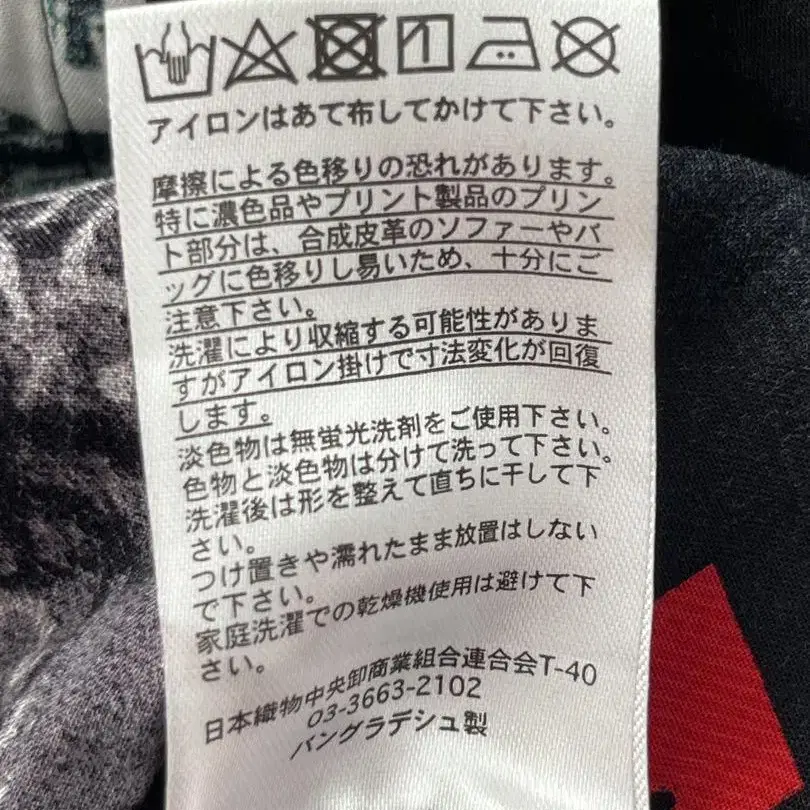 アイロンはあて布してかけて下さい。
摩擦による色移りの恐れがあります。
特に濃色品やプリント製品のプリン
ト部分は、合成皮革のソファーやバ
ッグに色移りし易いため、十分にご
注意下さい。
洗濯により収縮する可能性がありま
すがアイロン掛けで寸法変化が回復
します。
淡色物は無蛍光洗剤をご使用下さい。
色物と淡色物は分けて洗って下さい。
洗濯後は形を整えて直ちに干して下
さい。
つけ置きや濡れたまま放置はしない
で下さい。
家庭洗濯での乾燥機使用は避けて下
さい。
日本織物中央卸商業組合連合会T-40
03-3663-2102
バングラデシュ製